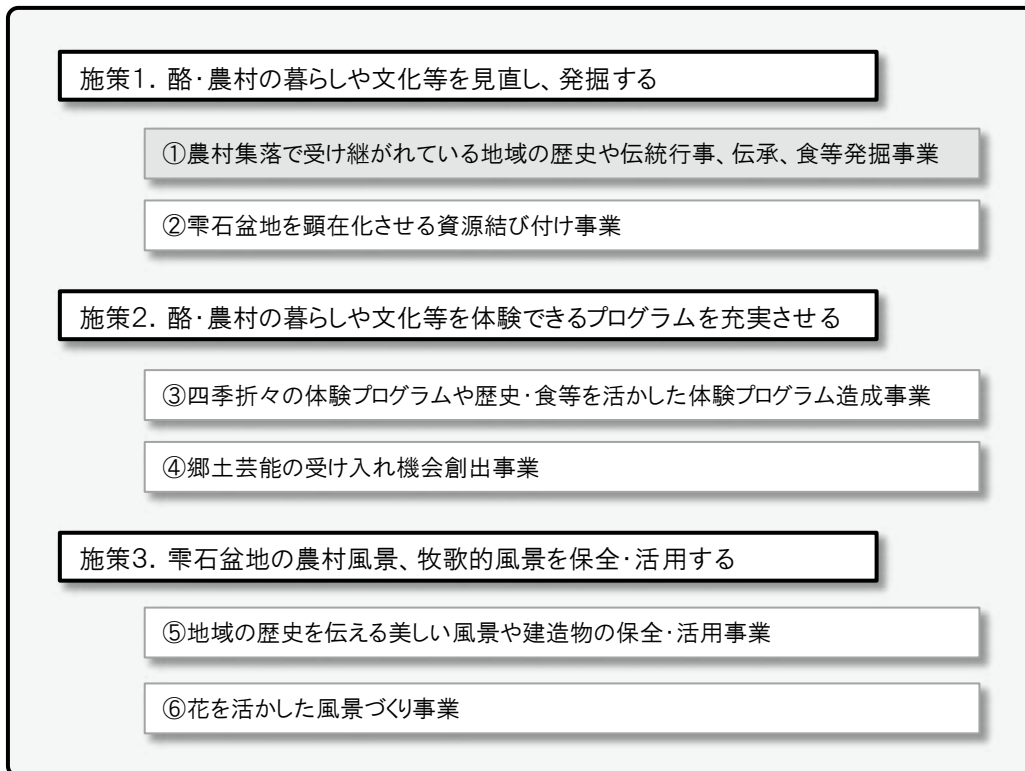 施策1．酪・農村の暮らしや文化等を見直し、発掘する
①農村集落で受け継がれている地域の歴史や伝統行事、伝承、食等発掘事業
②雫石盆地を顕在化させる資源結び付け事業
施策2．酪・農村の暮らしや文化等を体験できるプログラムを充実させる
③四季折々の体験プログラムや歴史・食等を活かした体験プログラム造成事業
④郷土芸能の受け入れ機会創出事業
施策3．雫石盆地の農村風景、牧歌的風景を保全・活用する
⑤地域の歴史を伝える美しい風景や建造物の保全・活用事業
⑥花を活かした風景づくり事業